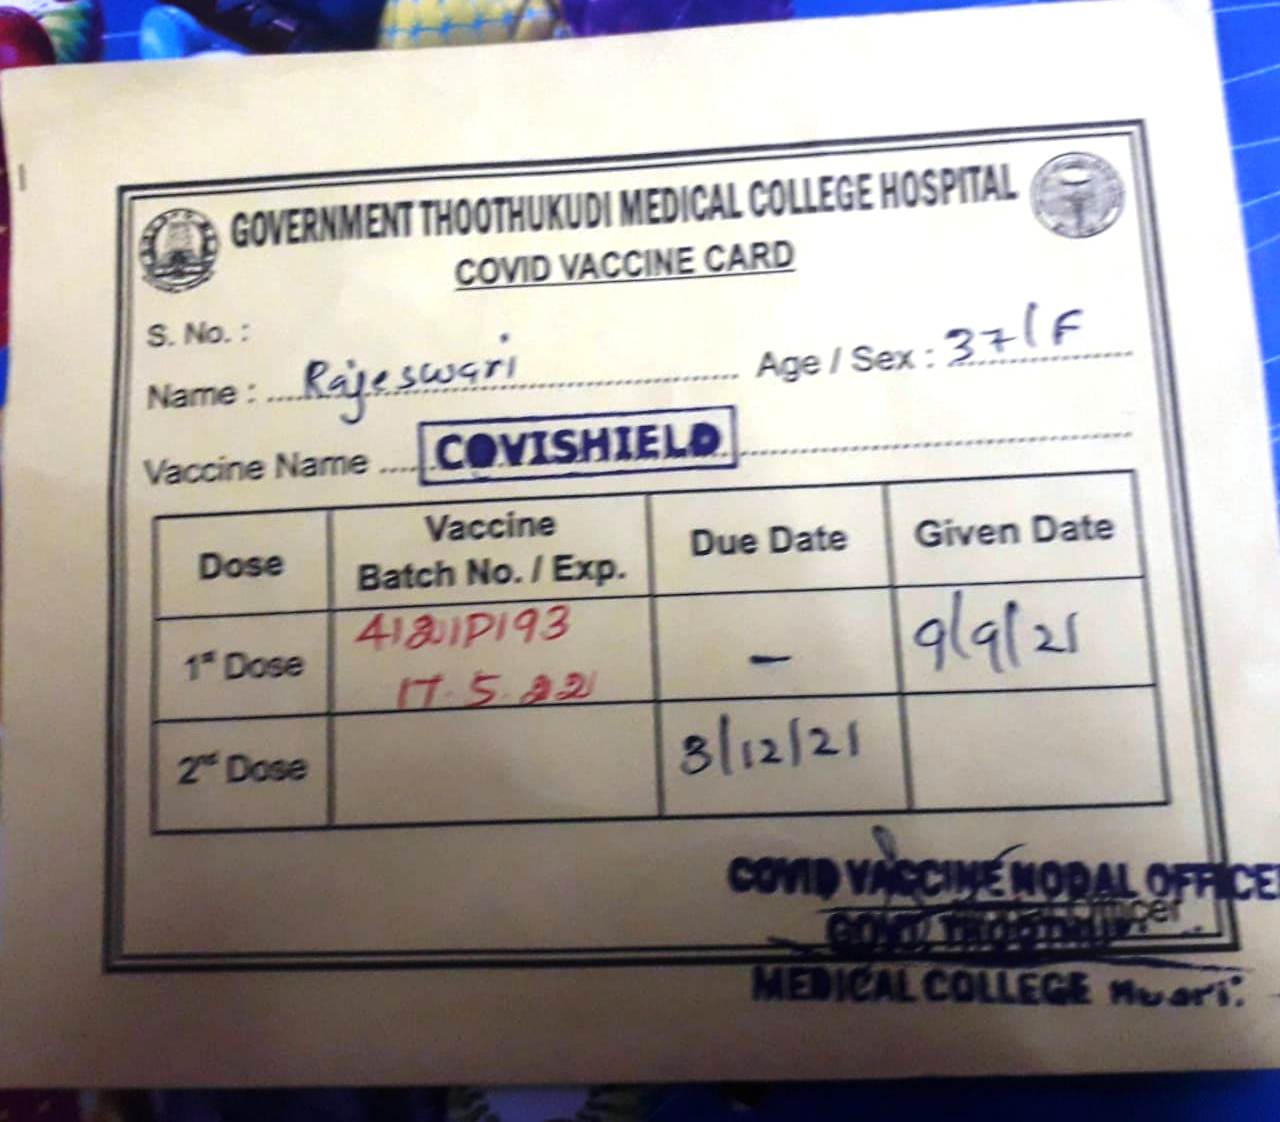 GOVERNMENT THOOTHUKUDI MEDICAL COLLEGE HOSPITAL
COVID VACCINE CARD
S. No. :
Name : Rajeswari Age / Sex : 37/F
Vaccine Name COVISHIELD
Dose Vaccine Batch No. / Exp. Due Date Given Date
1st Dose 4121P193 17.5.22 - 9/9/21
2nd Dose 3/12/21
COVID VACCINE NODAL OFFICE
GOVT.
MEDICAL COLLEGE